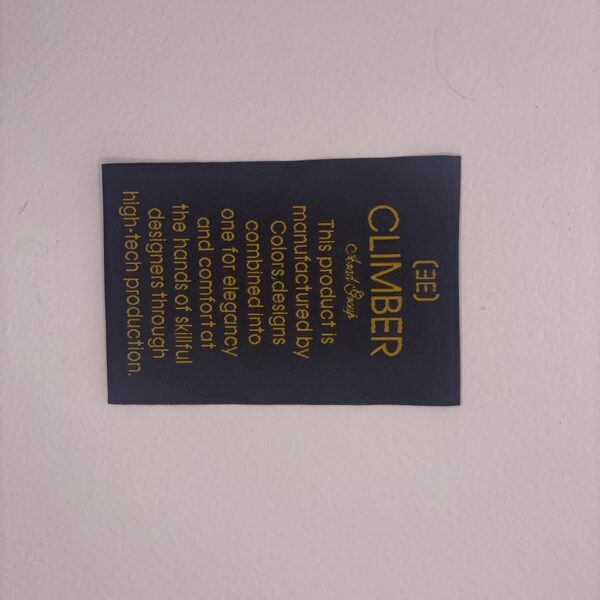 CLIMBER
This product is
manufactured by
Colors,designs
combined into
one for elegancy
and comfort at
the hands of skillful
designers through
high-tech production.